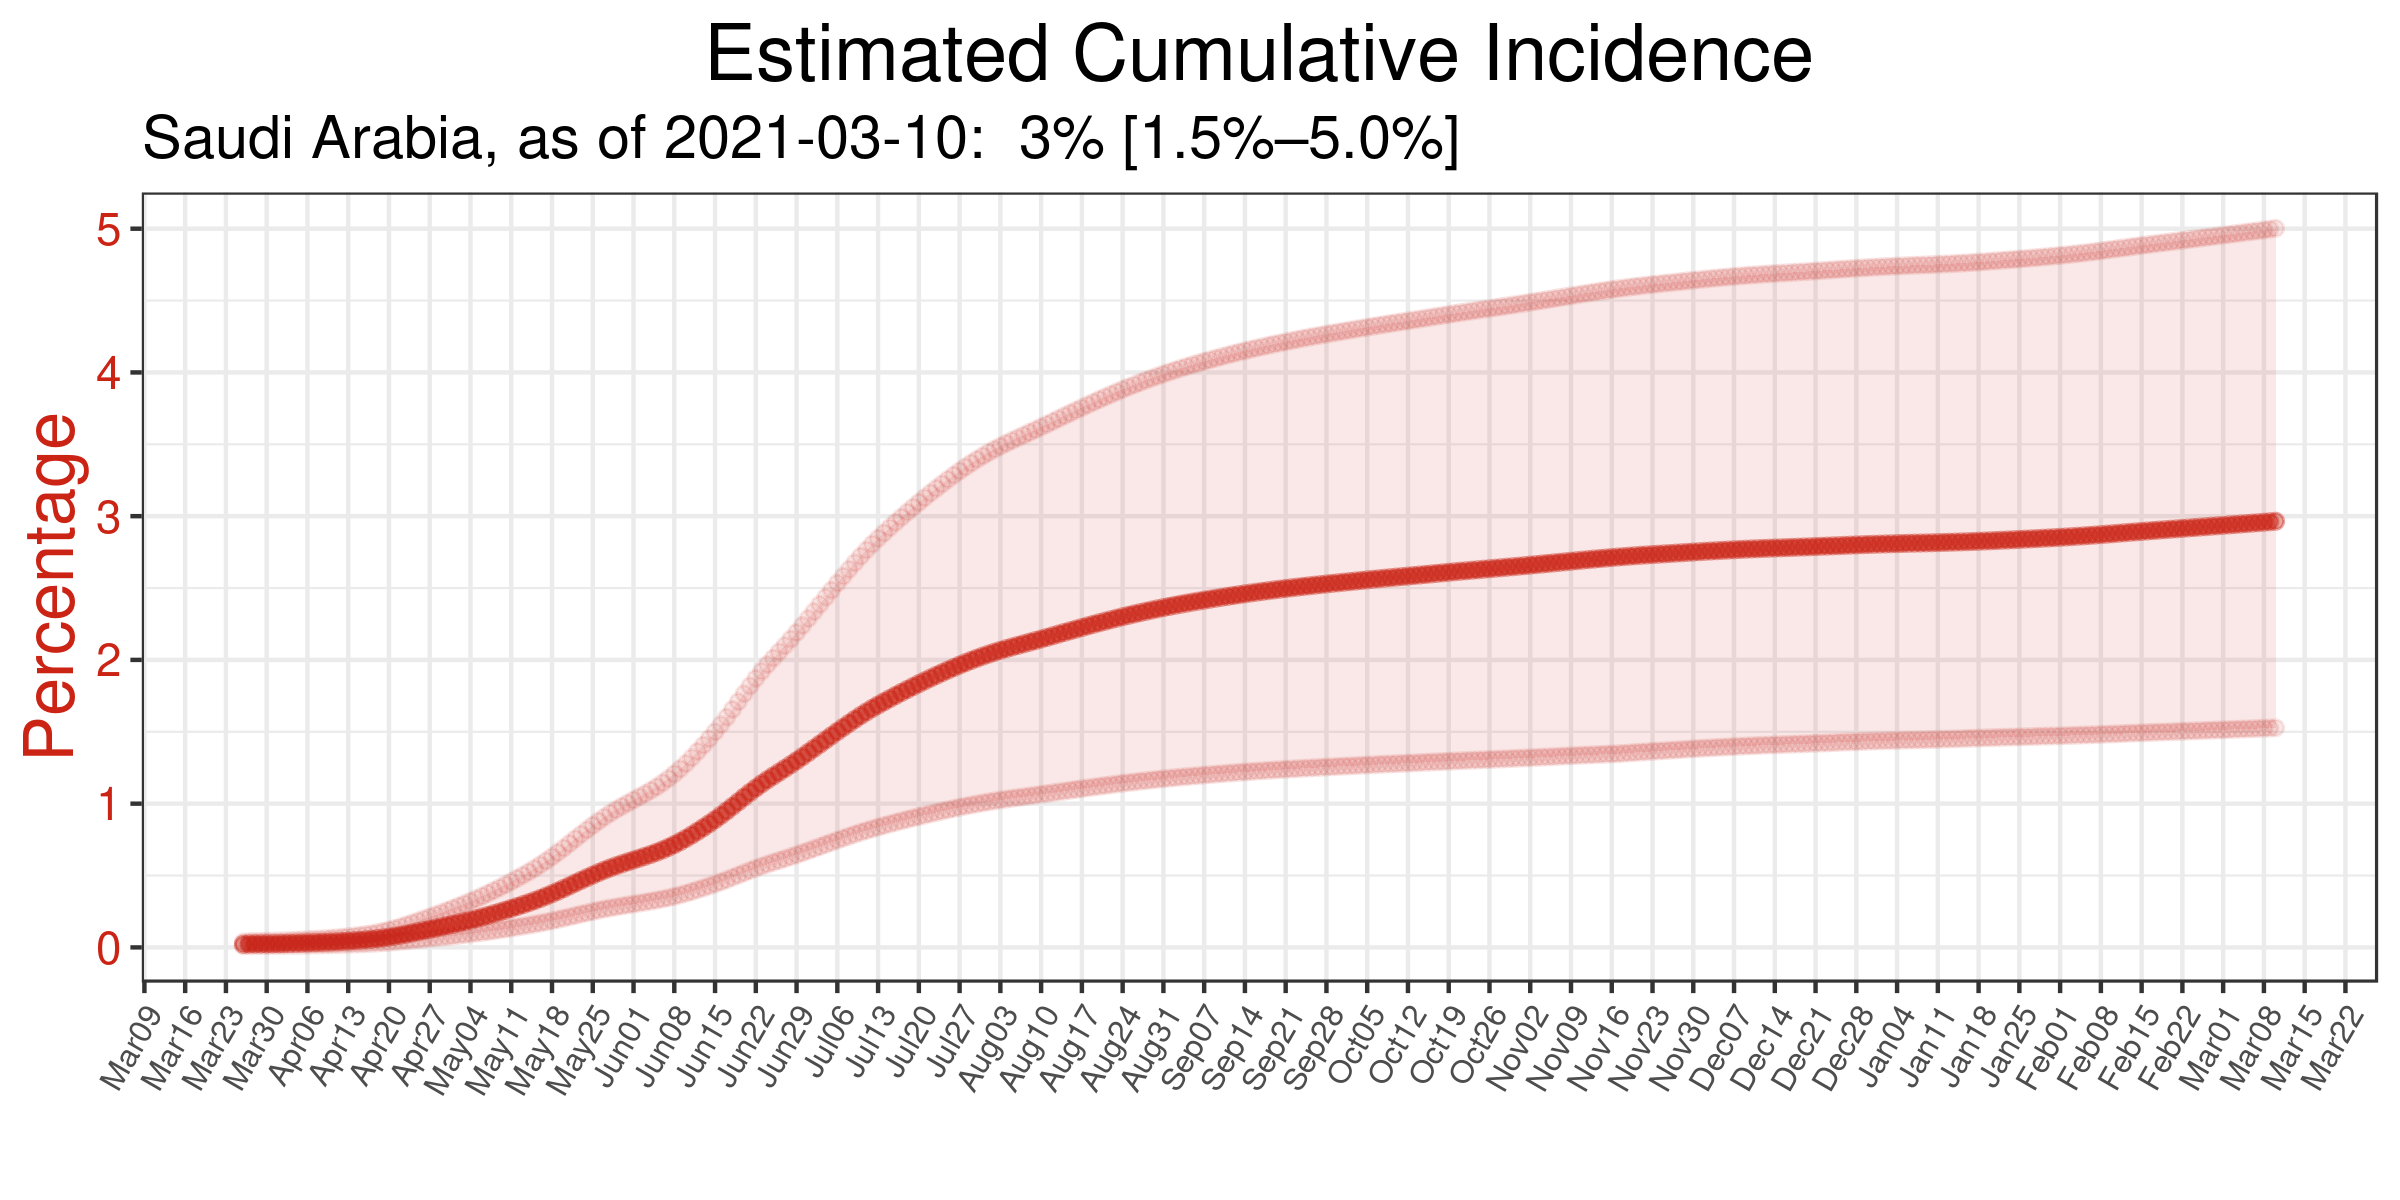 Estimated Cumulative Incidence
Saudi Arabia, as of 2021-03-10:  3% [1.5%–5.0%]
Percentage
5
4
3
2
1
0
Mar09
Mar16
Mar23
Mar30
Apr06
Apr13
Apr20
Apr27
May04
May11
May18
May25
Jun01
Jun08
Jun15
Jun22
Jun29
Jul06
Jul13
Jul20
Jul27
Aug03
Aug10
Aug17
Aug24
Aug31
Sep07
Sep14
Sep21
Sep28
Oct05
Oct12
Oct19
Oct26
Nov02
Nov09
Nov16
Nov23
Nov30
Dec07
Dec14
Dec21
Dec28
Jan04
Jan11
Jan18
Jan25
Feb01
Feb08
Feb15
Feb22
Mar01
Mar08
Mar15
Mar22